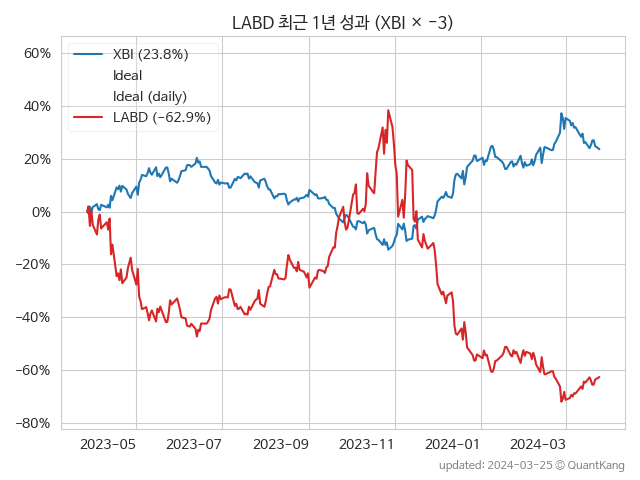 LABD 최근 1년 성과 (XBI × −3)
XBI (23.8%)
Ideal
Ideal (daily)
LABD (−62.9%)
60%
40%
20%
0%
−20%
−40%
−60%
−80%
2023−05 2023−07 2023−09 2023−11 2024−01 2024−03
updated: 2024−03−25 © QuantKang